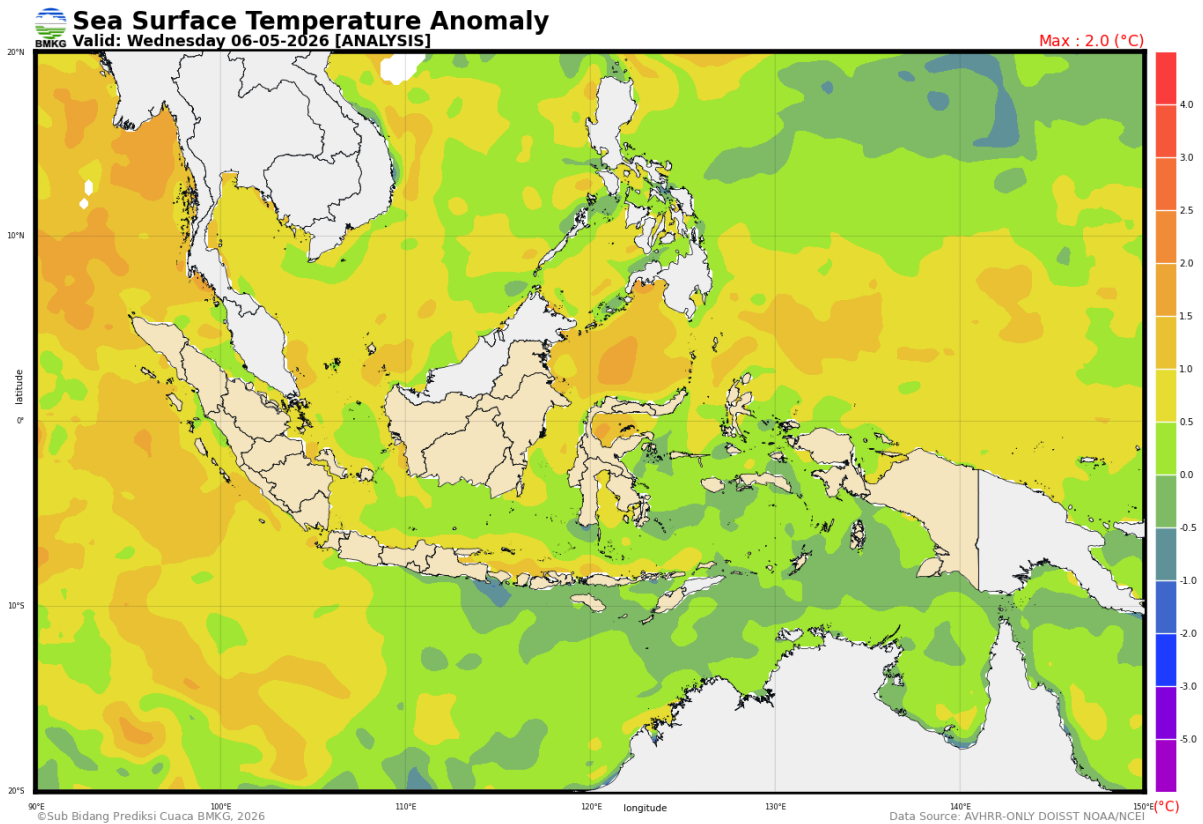 BMKG
Sea Surface Temperature Anomaly
Valid: Wednesday 06-05-2026 [ANALYSIS]
Max : 2.0 (°C)
20°N
10°N
0°
10°S
20°S
latitude
90°E
100°E
110°E
120°E
130°E
140°E
150°E
longitude
4.0
3.0
2.5
2.0
1.5
1.0
0.5
0.0
-0.5
-1.0
-2.0
-3.0
-5.0
(°C)
©Sub Bidang Prediksi Cuaca BMKG, 2026
Data Source: AVHRR-ONLY DOISST NOAA/NCEI